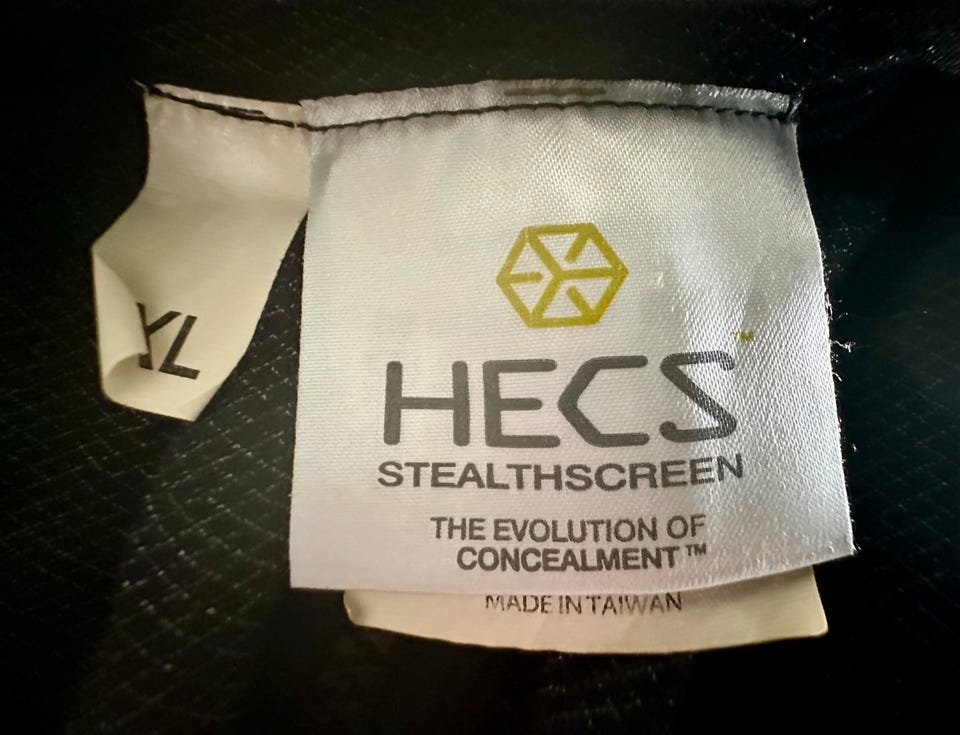 XL
HECS™
STEALTHSCREEN
THE EVOLUTION OF
CONCEALMENT™
MADE IN TAIWAN